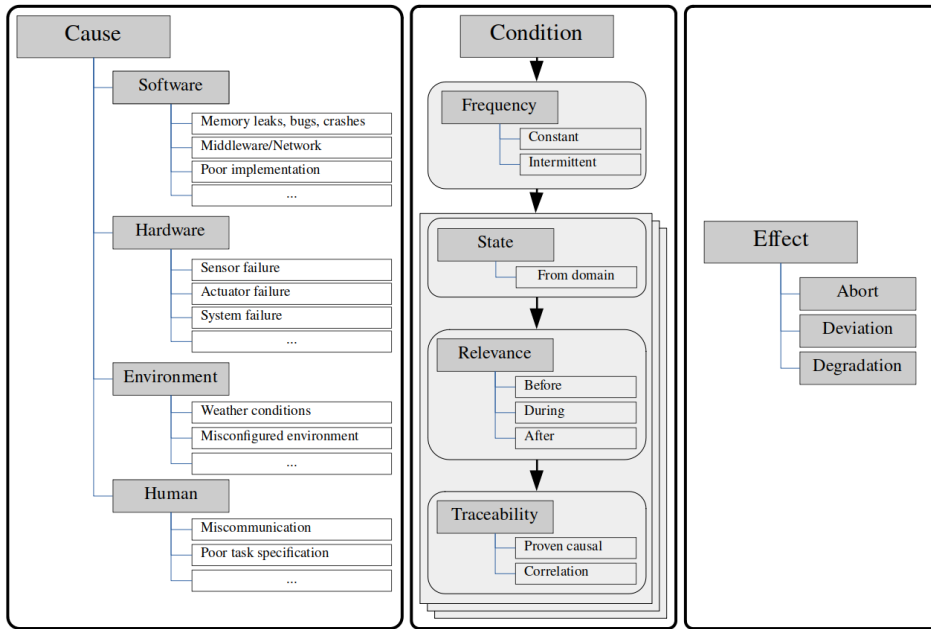 Cause
Software
Memory leaks, bugs, crashes
Middleware/Network
Poor implementation
...
Hardware
Sensor failure
Actuator failure
System failure
...
Environment
Weather conditions
Misconfigured environment
...
Human
Miscommunication
Poor task specification
...
Condition
Frequency
Constant
Intermittent
State
From domain
Relevance
Before
During
After
Traceability
Proven causal
Correlation
Effect
Abort
Deviation
Degradation